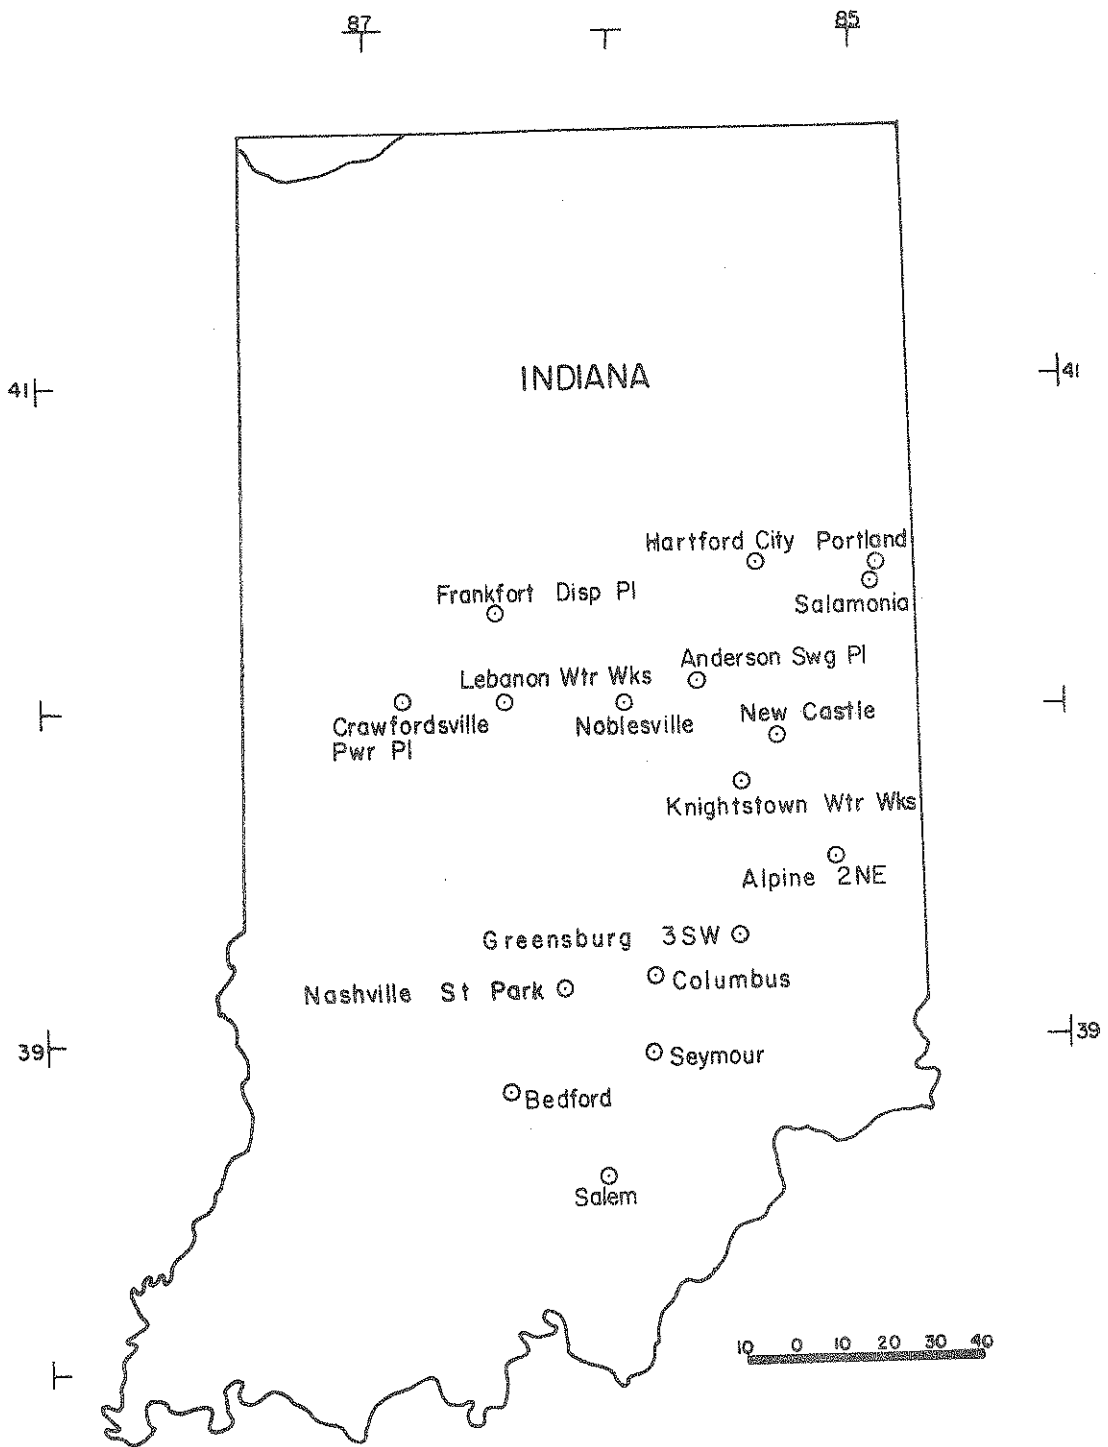 87
85
41
41
INDIANA
Hartford City
Portland
Frankfort Disp Pl
Salamonia
Anderson Swg Pl
Lebanon Wtr Wks
New Castle
Crawfordsville
Pwr Pl
Noblesville
Knightstown Wtr Wks
Alpine 2NE
Greensburg 3SW
Columbus
Nashville St Park
39
39
Seymour
Bedford
Salem
10 0 10 20 30 40